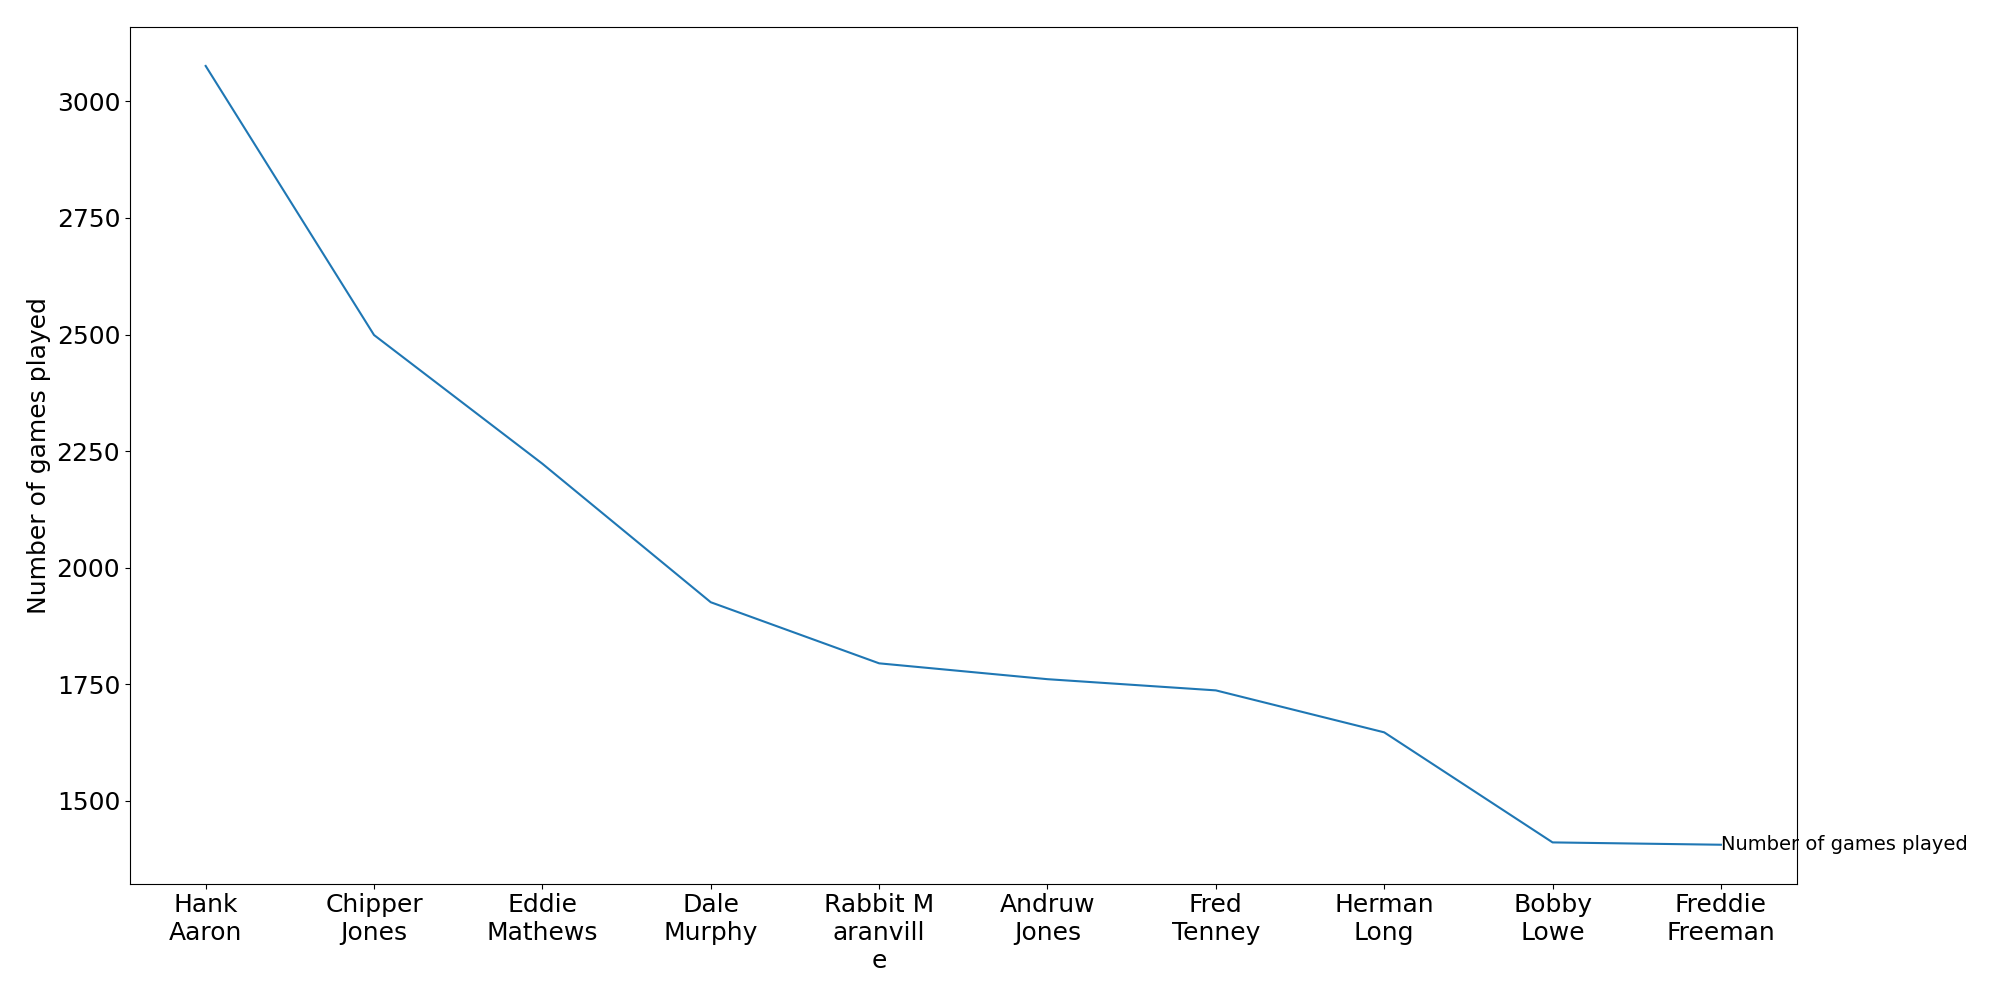 Number of games played
3000
2750
2500
2250
2000
1750
1500
Number of games played
Hank
Aaron
Chipper
Jones
Eddie
Mathews
Dale
Murphy
Rabbit M
aranvill
e
Andruw
Jones
Fred
Tenney
Herman
Long
Bobby
Lowe
Freddie
Freeman